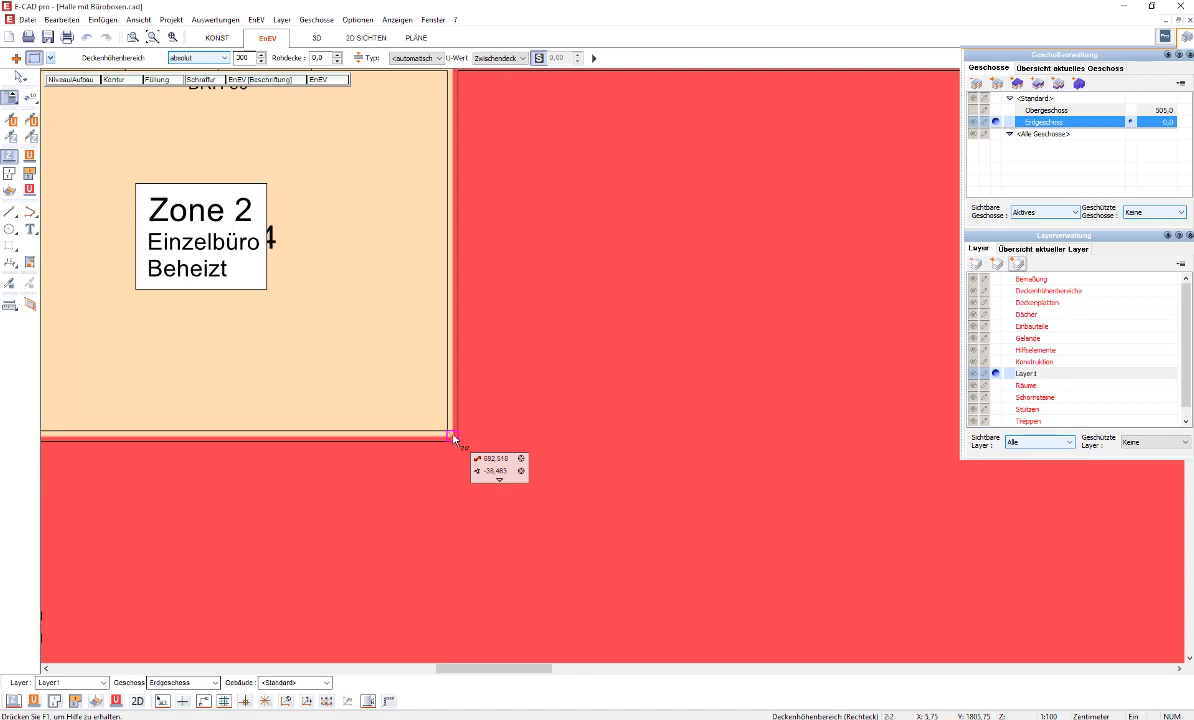 E-CAD pro - [Halle mit Büroboxen.cad]
Datei Bearbeiten Einfügen Ansicht Projekt Auswertungen EnEV Layer Geschosse Optionen Anzeigen Fenster ?
KONST EnEV 3D 2D SICHTEN PLÄNE
Pro
Deckenhöhenbereich absolut 300 Rohdecke: 0,0 Typ: <automatisch> U-Wert Zwischendeck S 0,00
Niveau/Aufbau Kontur Füllung Schraffur EnEV [Beschriftung] EnEV
Zone 2
Einzelbüro
Beheizt
4
692,518
-38,463
Geschoßverwaltung
Geschosse Übersicht aktuelles Geschoss
<Standard>
Obergeschoss 505,0
Erdgeschoss 0,0
<Alle Geschosse>
Sichtbare Geschosse : Aktives Geschützte Geschosse : Keine
Layerverwaltung
Layer Übersicht aktueller Layer
Bemaßung
Deckenhöhenbereiche
Deckenplatten
Dächer
Einbauteile
Gelände
Hilfselemente
Konstruktion
Layer1
Räume
Schornsteine
Stützen
Treppen
Sichtbare Layer : Alle Geschützte Layer : Keine
Layer : Layer1 Geschoss : Erdgeschoss Gebäude : <Standard>
2D
Drücken Sie F1, um Hilfe zu erhalten. Deckenhöhenbereich (Rechteck) 2:2 X: 5,75 Y: 1805,75 Z: 1:100 Zentimeter Ein NUM